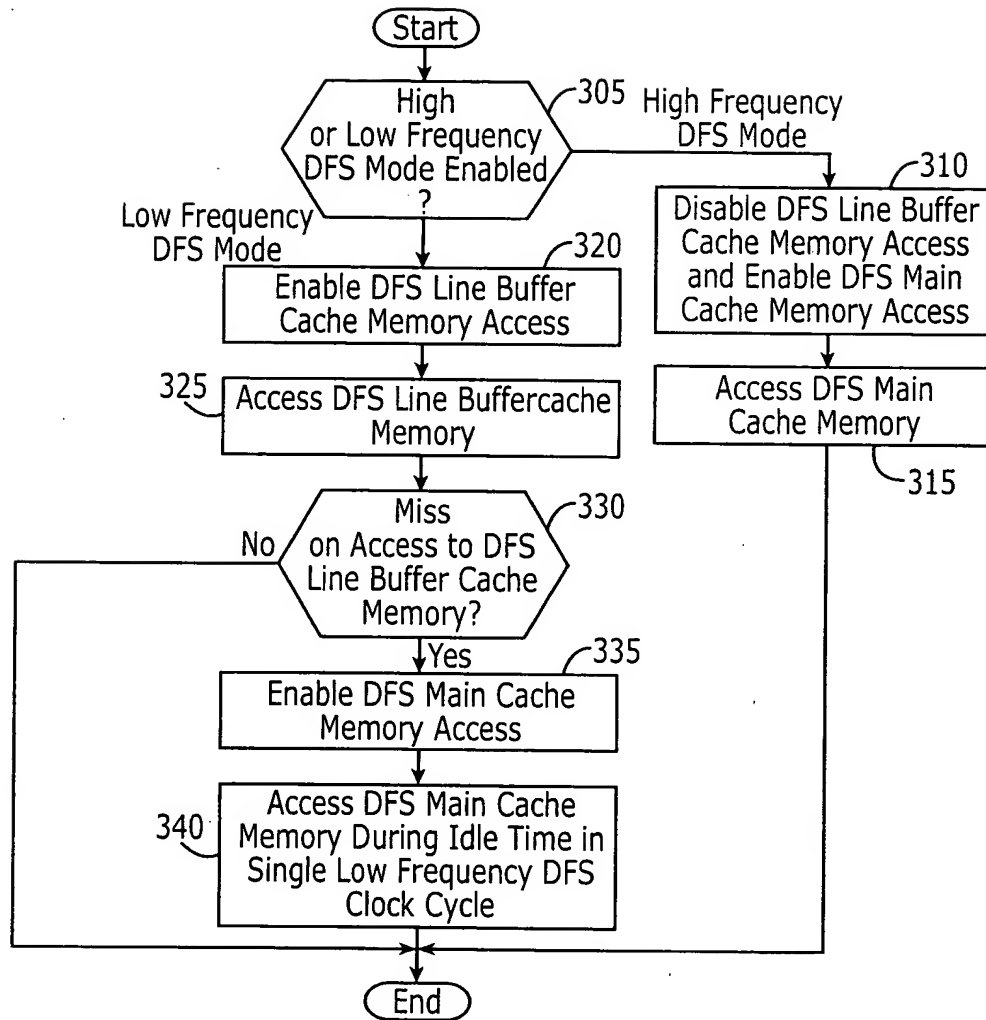 Start
High
or Low Frequency
DFS Mode Enabled
?
305
High Frequency
DFS Mode
310
Disable DFS Line Buffer
Cache Memory Access
and Enable DFS Main
Cache Memory Access
Low Frequency
DFS Mode
320
Enable DFS Line Buffer
Cache Memory Access
325
Access DFS Line Buffercache
Memory
Access DFS Main
Cache Memory
315
Miss
on Access to DFS
Line Buffer Cache
Memory?
330
No
Yes
335
Enable DFS Main Cache
Memory Access
340
Access DFS Main Cache
Memory During Idle Time in
Single Low Frequency DFS
Clock Cycle
End